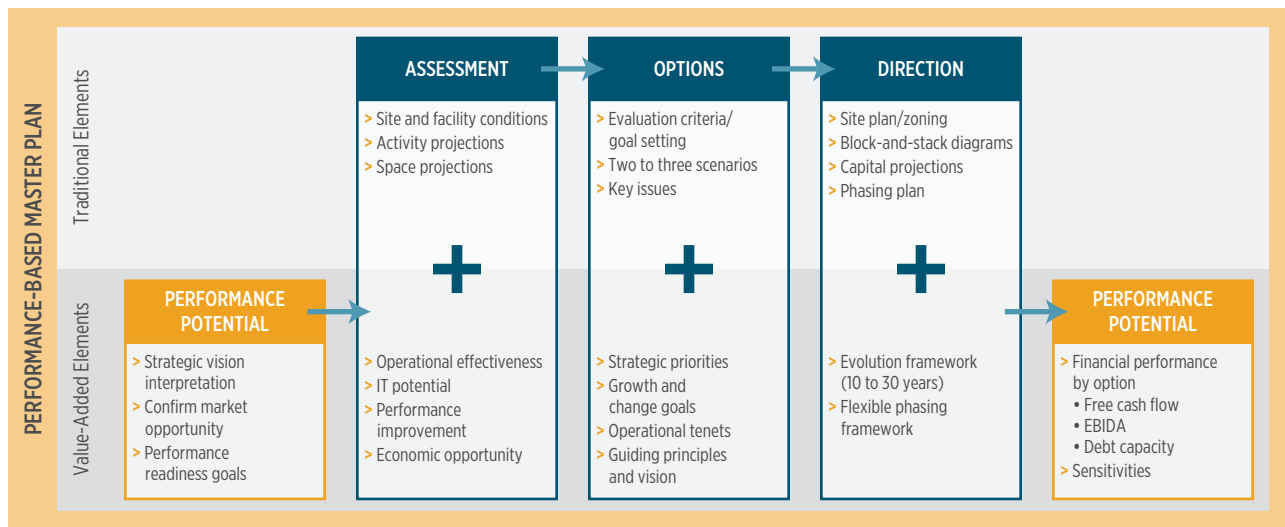 PERFORMANCE-BASED MASTER PLAN
Traditional Elements
Value-Added Elements
PERFORMANCE
POTENTIAL
> Strategic vision
interpretation
> Confirm market
opportunity
> Performance
readiness goals
ASSESSMENT
> Site and facility conditions
> Activity projections
> Space projections
+
> Operational effectiveness
> IT potential
> Performance
improvement
> Economic opportunity
OPTIONS
> Evaluation criteria/
goal setting
> Two to three scenarios
> Key issues
+
> Strategic priorities
> Growth and
change goals
> Operational tenets
> Guiding principles
and vision
DIRECTION
> Site plan/zoning
> Block-and-stack diagrams
> Capital projections
> Phasing plan
+
> Evolution framework
(10 to 30 years)
> Flexible phasing
framework
PERFORMANCE
POTENTIAL
> Financial performance
by option
• Free cash flow
• EBIDA
• Debt capacity
> Sensitivities